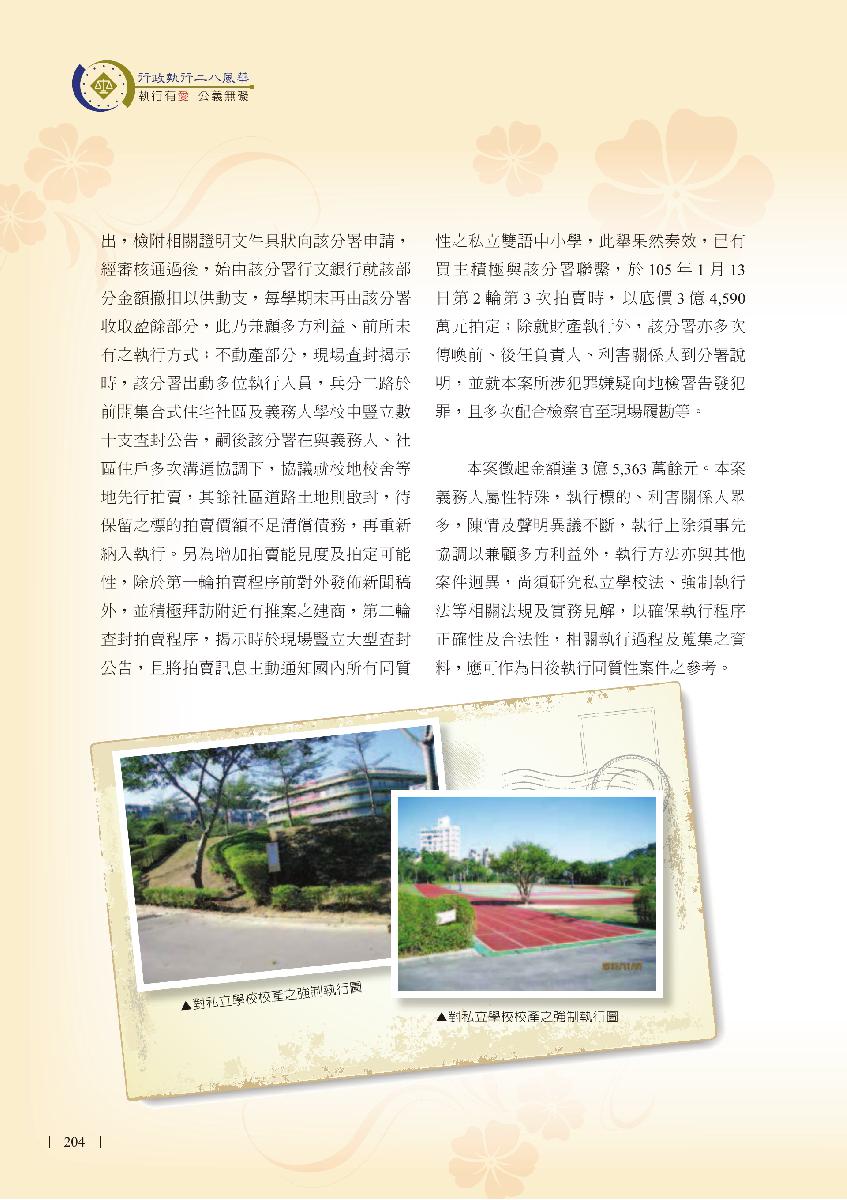 行政執行二八風華
執行有愛 公義無礙
出，檢附相關證明文件具狀向該分署申請，
經審核通過後，始由該分署行文銀行就該部
分金額撤扣以供動支，每學期末再由該分署
收取盈餘部分，此乃兼顧多方利益、前所未
有之執行方式；不動產部分，現場查封揭示
時，該分署出動多位執行人員，兵分二路於
前開集合式住宅社區及義務人學校中豎立數
十支查封公告，嗣後該分署在與義務人、社
區住戶多次溝通協調下，協議就校地校舍等
地先行拍賣，其餘社區道路土地則啟封，待
保留之標的拍賣價額不足清償債務，再重新
納入執行。另為增加拍賣能見度及拍定可能
性，除於第一輪拍賣程序前對外發佈新聞稿
外，並積極拜訪附近有推案之建商，第二輪
查封拍賣程序，揭示時於現場豎立大型查封
公告，且將拍賣訊息主動通知國內所有同質
性之私立雙語中小學，此舉果然奏效，已有
買主積極與該分署聯繫，於 105 年 1 月 13
日第 2 輪第 3 次拍賣時，以底價 3 億 4,590
萬元拍定；除就財產執行外，該分署亦多次
傳喚前、後任負責人、利害關係人到分署說
明，並就本案所涉犯罪嫌疑向地檢署告發犯
罪，且多次配合檢察官至現場履勘等。
本案徵起金額達 3 億 5,363 萬餘元。本案
義務人屬性特殊，執行標的、利害關係人眾
多，陳情及聲明異議不斷，執行上除須事先
協調以兼顧多方利益外，執行方法亦與其他
案件迥異，尚須研究私立學校法、強制執行
法等相關法規及實務見解，以確保執行程序
正確性及合法性，相關執行過程及蒐集之資
料，應可作為日後執行同質性案件之參考。
▲對私立學校校產之強制執行圖
▲對私立學校校產之強制執行圖
204